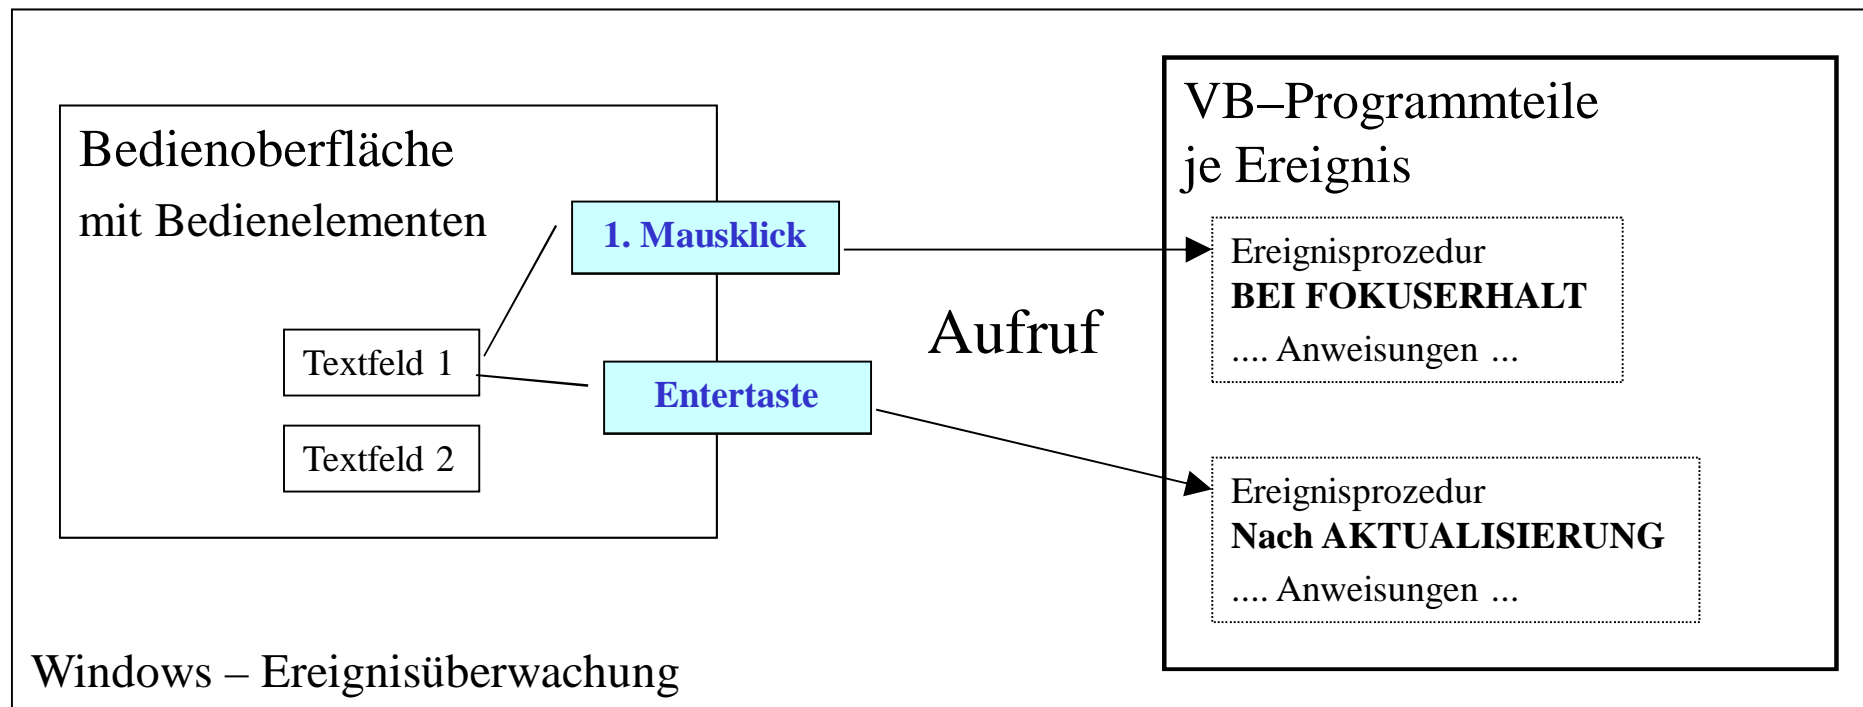 Bedienoberfläche
mit Bedienelementen
1. Mausklick
Textfeld 1
Entertaste
Textfeld 2
Aufruf
VB–Programmteile
je Ereignis
Ereignisprozedur
BEI FOKUSERHALT
.... Anweisungen ...
Ereignisprozedur
Nach AKTUALISIERUNG
.... Anweisungen ...
Windows – Ereignisüberwachung